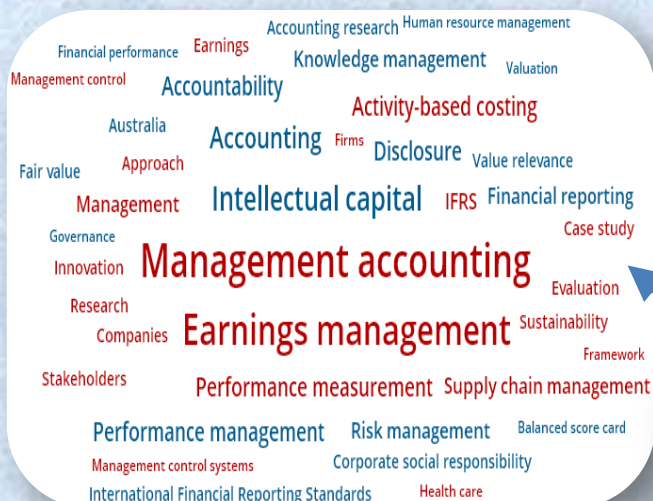 Accounting research Human resource management
Financial performance Earnings
Knowledge management Valuation
Management control Accountability
Activity-based costing
Australia Accounting Firms Disclosure Value relevance
Fair value Approach
Management Intellectual capital IFRS Financial reporting
Governance Case study
Innovation Management accounting
Evaluation
Research
Companies Earnings management Sustainability
Framework
Stakeholders Performance measurement Supply chain management
Performance management Risk management Balanced score card
Management control systems Corporate social responsibility
International Financial Reporting Standards Health care